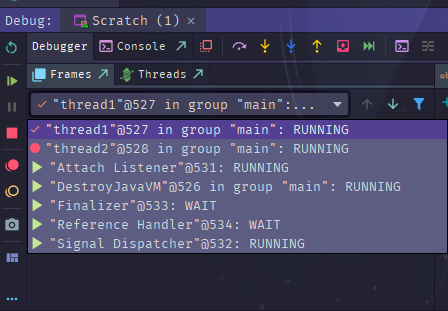 Debug: Scratch (1)
Debugger Console
Frames Threads
"thread1"@527 in group "main":...
"thread1"@527 in group "main": RUNNING
"thread2"@528 in group "main": RUNNING
"Attach Listener"@531: RUNNING
"DestroyJavaVM"@526 in group "main": RUNNING
"Finalizer"@533: WAIT
"Reference Handler"@534: WAIT
"Signal Dispatcher"@532: RUNNING